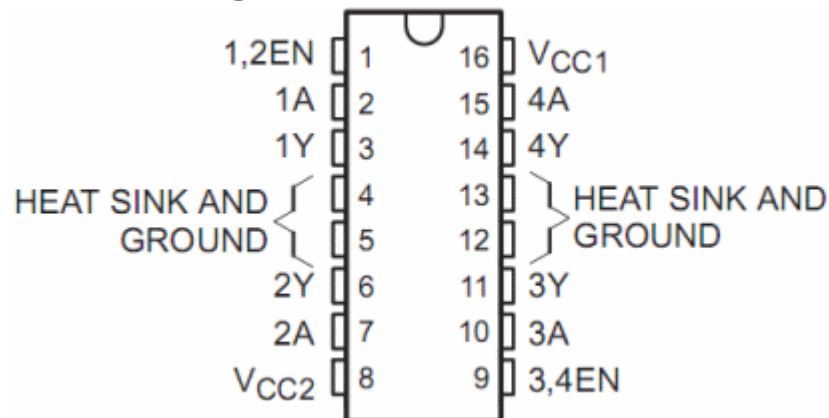 1,2EN 1 16 VCC1
1A 2 15 4A
1Y 3 14 4Y
HEAT SINK AND 4 13 HEAT SINK AND
GROUND 5 12 GROUND
2Y 6 11 3Y
2A 7 10 3A
VCC2 8 9 3,4EN